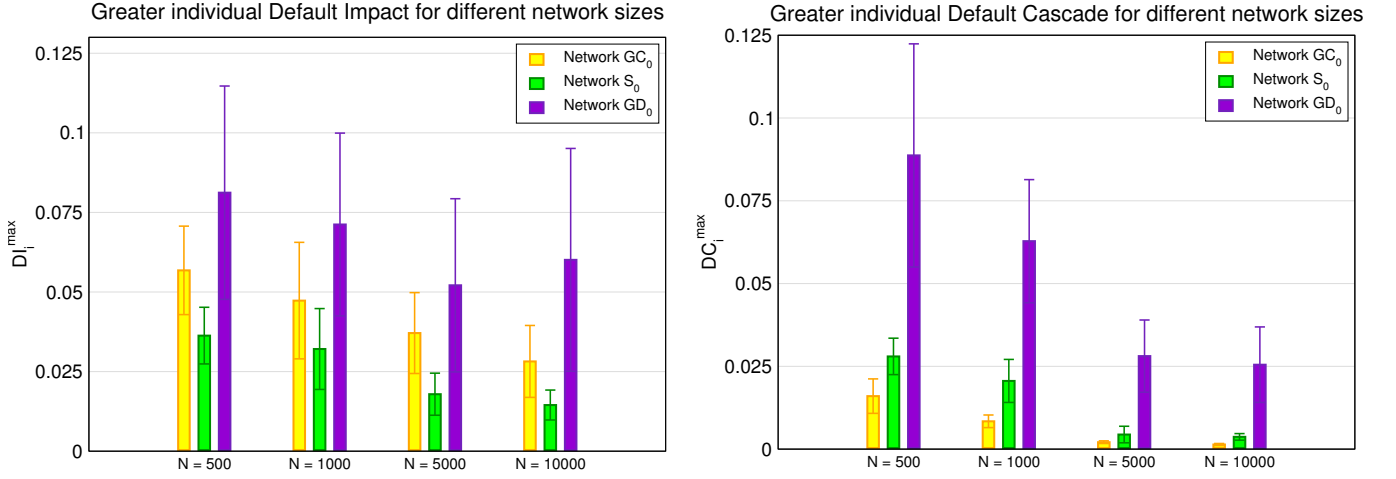 Greater individual Default Impact for different network sizes
0.125
0.1
0.075
0.05
0.025
0
DI_i^max
Network GC_0
Network S_0
Network GD_0
N = 500
N = 1000
N = 5000
N = 10000
Greater individual Default Cascade for different network sizes
0.125
0.1
0.075
0.05
0.025
0
DC_i^max
Network GC_0
Network S_0
Network GD_0
N = 500
N = 1000
N = 5000
N = 10000